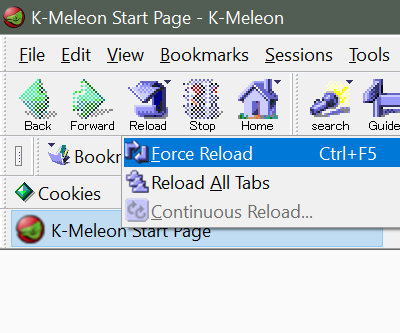 K-Meleon Start Page - K-Meleon
File Edit View Bookmarks Sessions Tools
Back Forward Reload Stop Home search Guide
Bookm
Force Reload Ctrl+F5
Reload All Tabs
Cookies
Continuous Reload...
K-Meleon Start Page